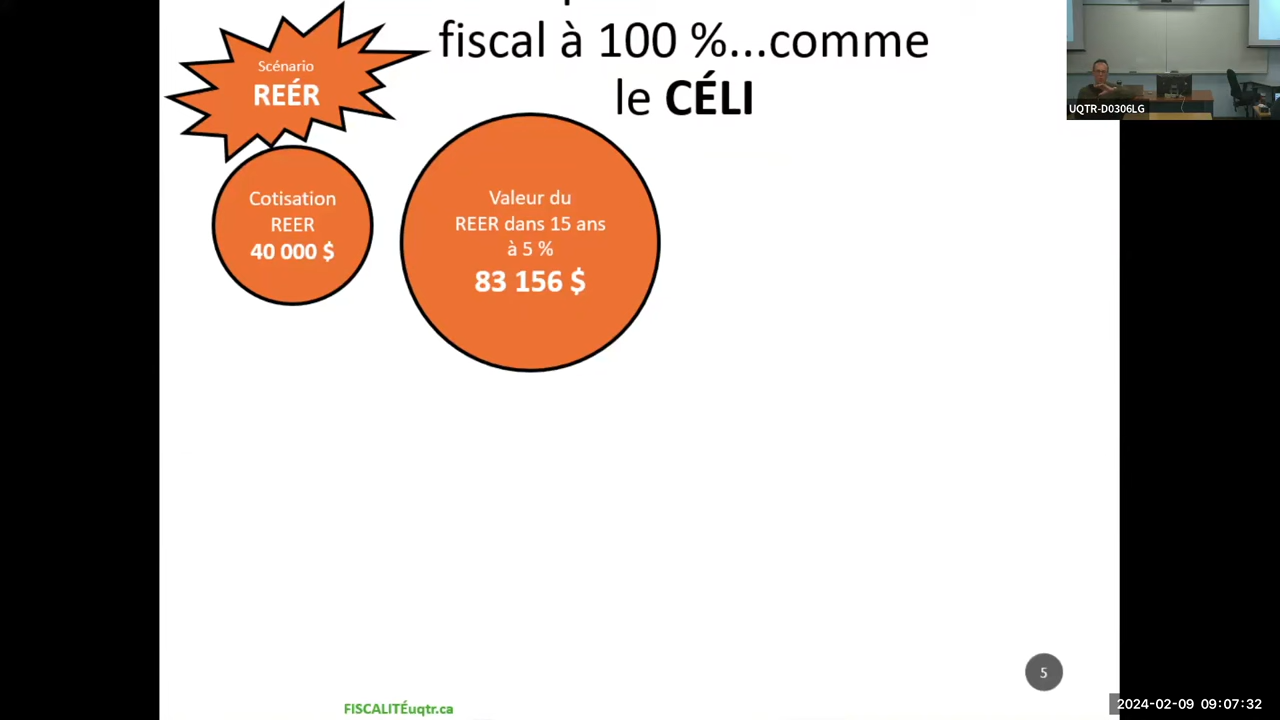 fiscal à 100 %...comme
le CÉLI
Scénario
REÉR
Cotisation
REER
40 000 $
Valeur du
REER dans 15 ans
à 5 %
83 156 $
UQTR-D0306LG
5
FISCALITÉuqtr.ca
2024-02-09 09:07:32